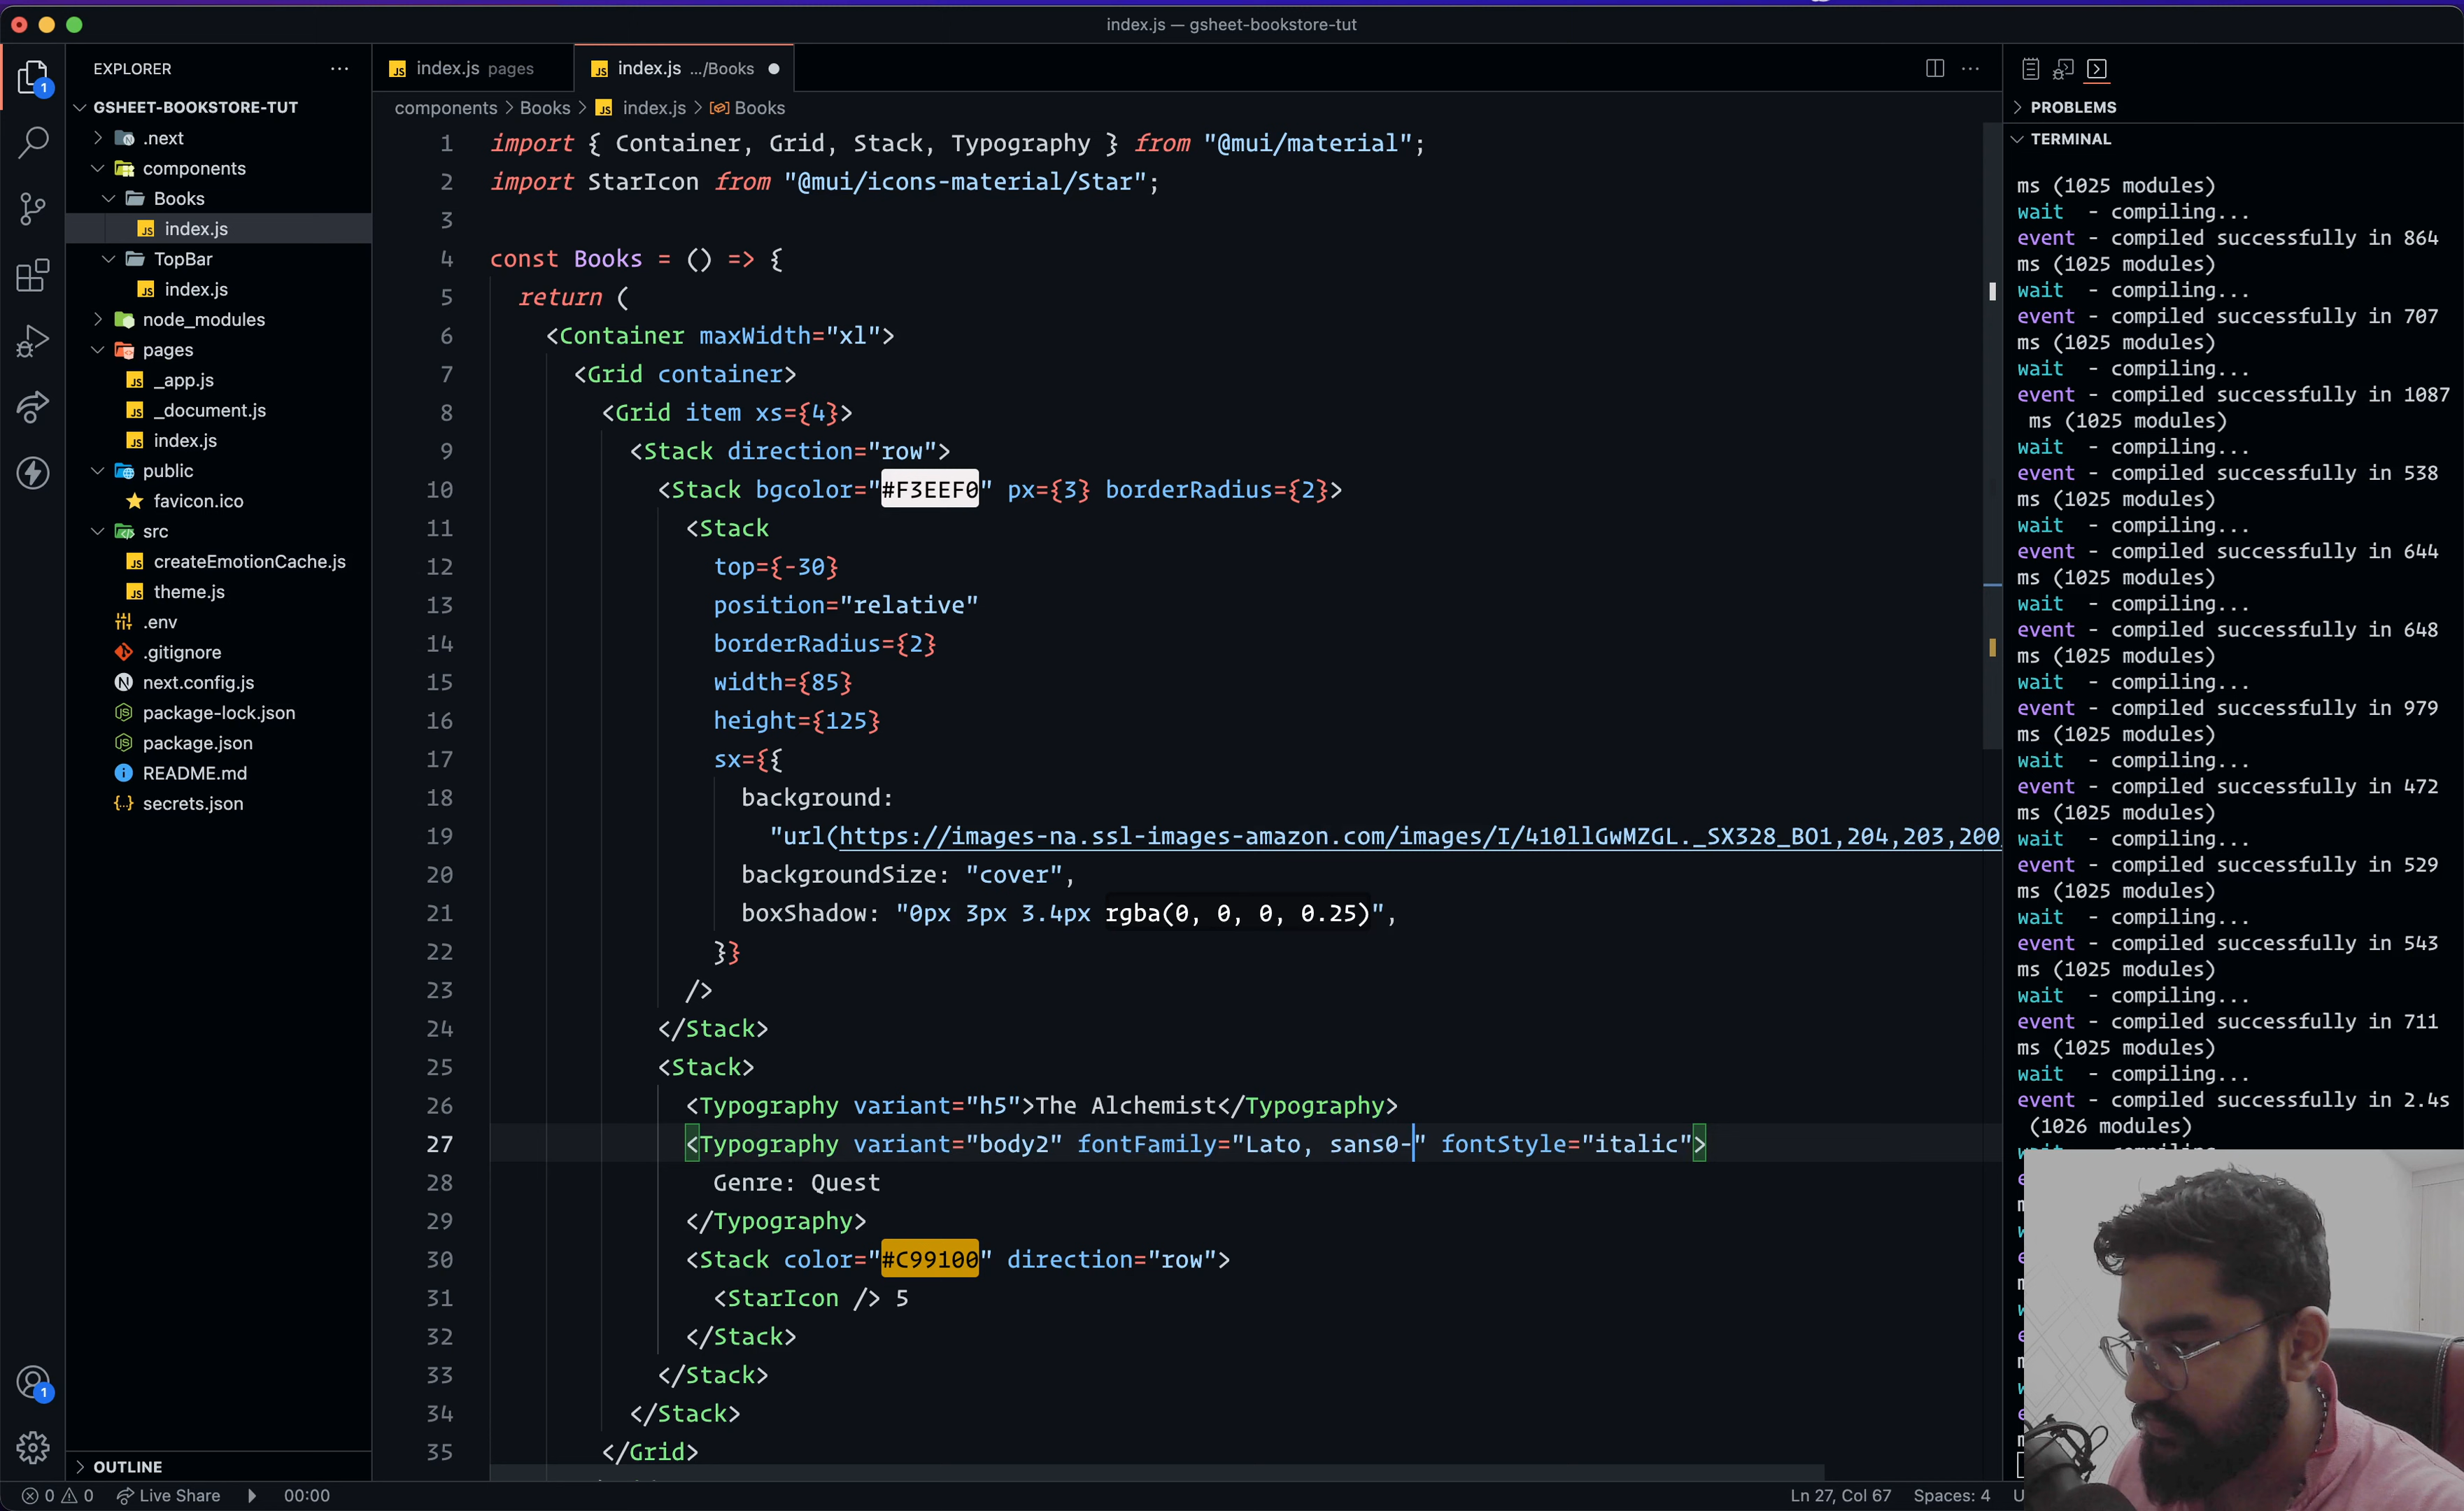 index.js — gsheet-bookstore-tut
EXPLORER
GSHEET-BOOKSTORE-TUT
.next
components
Books
index.js
TopBar
index.js
node_modules
pages
_app.js
_document.js
index.js
public
favicon.ico
src
createEmotionCache.js
theme.js
.env
.gitignore
next.config.js
package-lock.json
package.json
README.md
secrets.json
OUTLINE
index.js pages
index.js .../Books
components > Books > index.js > Books
1 import { Container, Grid, Stack, Typography } from "@mui/material";
2 import StarIcon from "@mui/icons-material/Star";
3
4 const Books = () => {
5 return (
6 <Container maxWidth="xl">
7 <Grid container>
8 <Grid item xs={4}>
9 <Stack direction="row">
10 <Stack bgcolor="#F3EEF0" px={3} borderRadius={2}>
11 <Stack
12 top={-30}
13 position="relative"
14 borderRadius={2}
15 width={85}
16 height={125}
17 sx={{
18 background:
19 "url(https://images-na.ssl-images-amazon.com/images/I/410llGwMZGL._SX328_BO1,204,203,200
20 backgroundSize: "cover",
21 boxShadow: "0px 3px 3.4px rgba(0, 0, 0, 0.25)",
22 }}
23 />
24 </Stack>
25 <Stack>
26 <Typography variant="h5">The Alchemist</Typography>
27 <Typography variant="body2" fontFamily="Lato, sans0-" fontStyle="italic">
28 Genre: Quest
29 </Typography>
30 <Stack color="#C99100" direction="row">
31 <StarIcon /> 5
32 </Stack>
33 </Stack>
34 </Stack>
35 </Grid>
PROBLEMS
TERMINAL
ms (1025 modules)
wait - compiling...
event - compiled successfully in 864
ms (1025 modules)
wait - compiling...
event - compiled successfully in 707
ms (1025 modules)
wait - compiling...
event - compiled successfully in 1087
ms (1025 modules)
wait - compiling...
event - compiled successfully in 538
ms (1025 modules)
wait - compiling...
event - compiled successfully in 644
ms (1025 modules)
wait - compiling...
event - compiled successfully in 648
ms (1025 modules)
wait - compiling...
event - compiled successfully in 979
ms (1025 modules)
wait - compiling...
event - compiled successfully in 472
ms (1025 modules)
wait - compiling...
event - compiled successfully in 529
ms (1025 modules)
wait - compiling...
event - compiled successfully in 543
ms (1025 modules)
wait - compiling...
event - compiled successfully in 711
ms (1025 modules)
wait - compiling...
event - compiled successfully in 2.4s
(1026 modules)
0 0 Live Share 00:00
Ln 27, Col 67 Spaces: 4